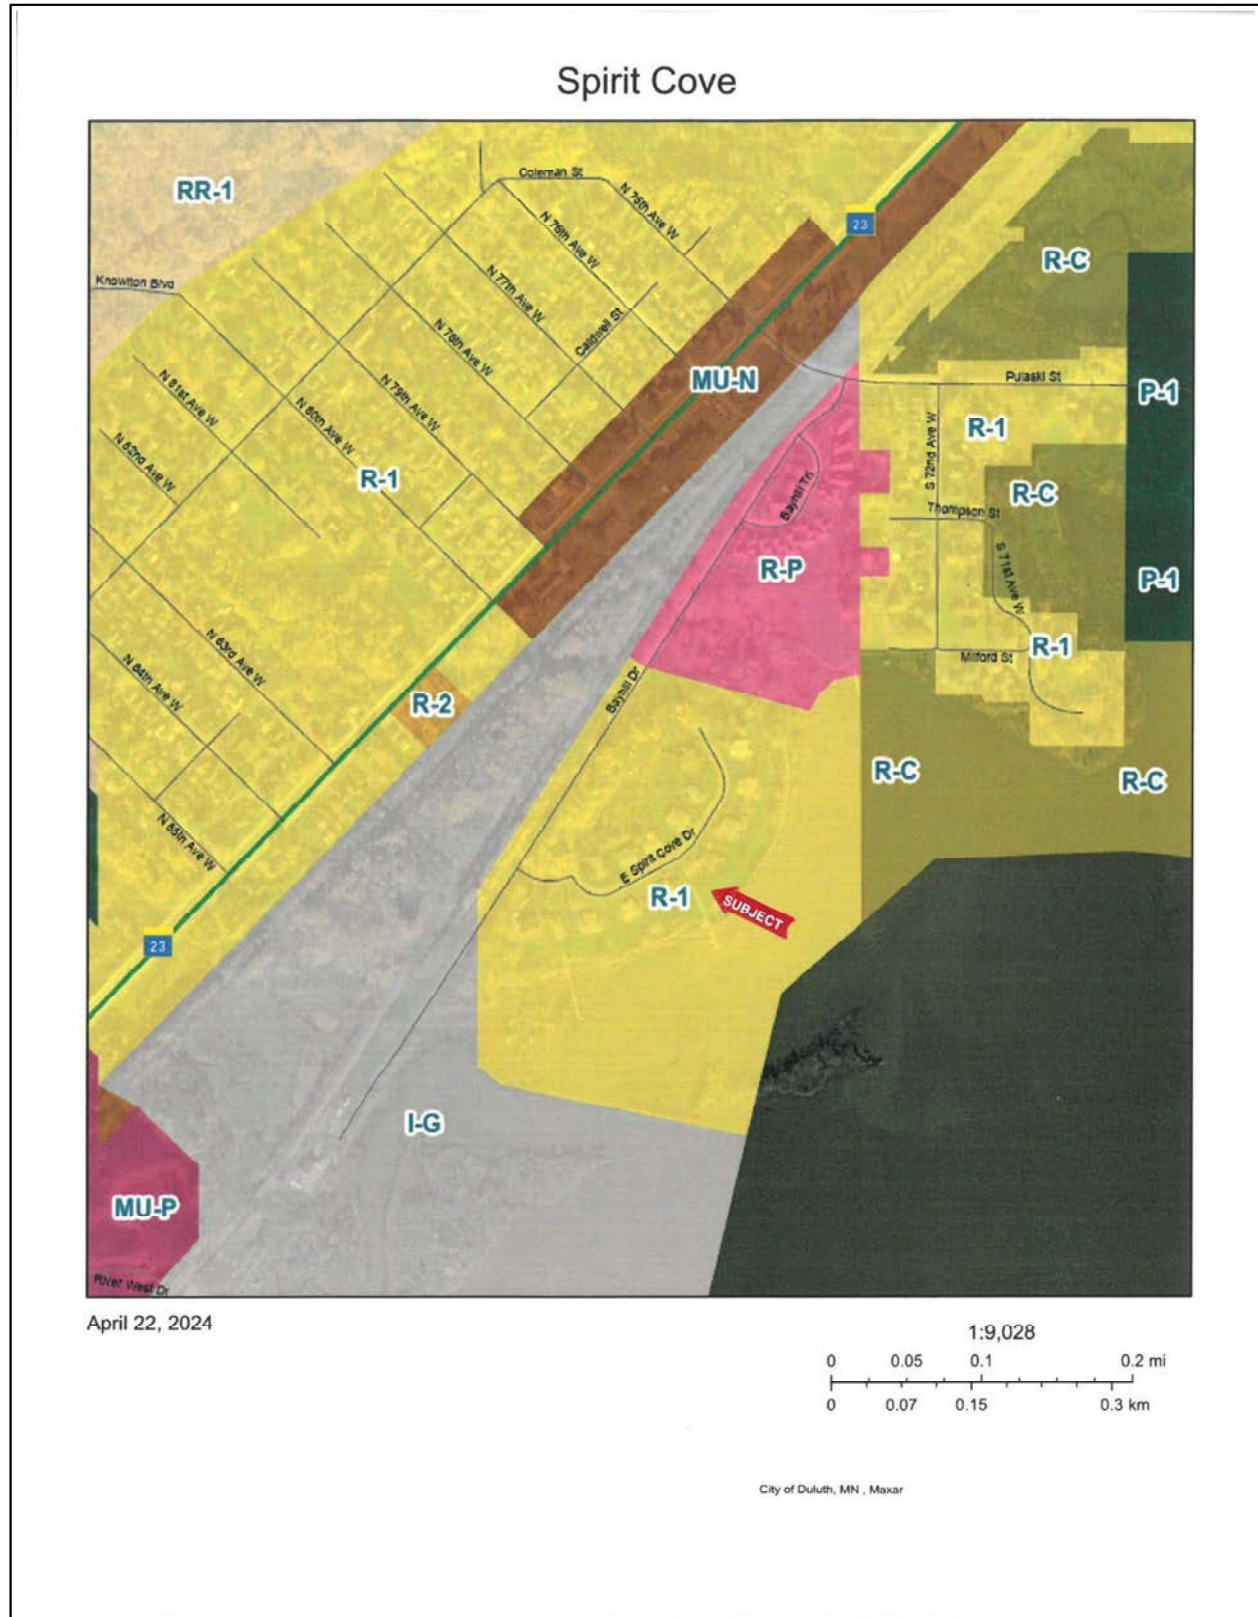 Spirit Cove
RR-1
Coleman St
N 75th Ave W
23
N 76th Ave W
R-C
N 77th Ave W
Knowlton Blvd
Caldwell St
N 78th Ave W
MU-N
Pulaski St
P-1
N 79th Ave W
N 81st Ave W
N 80th Ave W
R-1
S 72nd Ave W
N 82nd Ave W
R-1
Bayhill Trl
R-C
Thompson St
R-P
S 71st Ave W
P-1
N 83rd Ave W
R-1
Milford St
N 84th Ave W
Bayhill Dr
R-2
R-C
R-C
N 85th Ave W
E Spirit Cove Dr
R-1
SUBJECT
23
I-G
MU-P
River West Dr
April 22, 2024
1:9,028
0 0.05 0.1 0.2 mi
0 0.07 0.15 0.3 km
City of Duluth, MN , Maxar